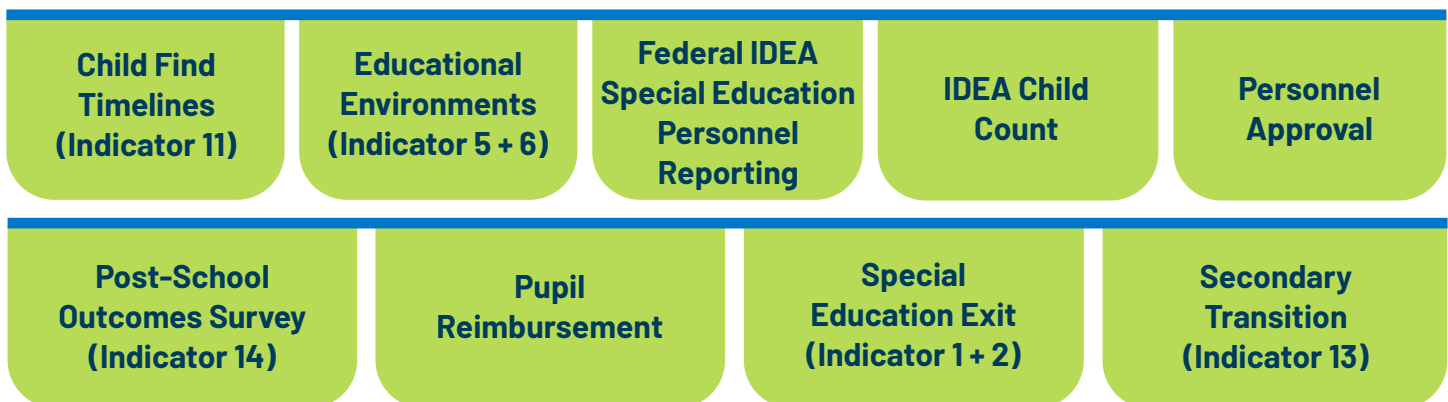 Child Find
Timelines
(Indicator 11)
Educational
Environments
(Indicator 5 + 6)
Federal IDEA
Special Education
Personnel
Reporting
IDEA Child
Count
Personnel
Approval
Post-School
Outcomes Survey
(Indicator 14)
Pupil
Reimbursement
Special
Education Exit
(Indicator 1 + 2)
Secondary
Transition
(Indicator 13)